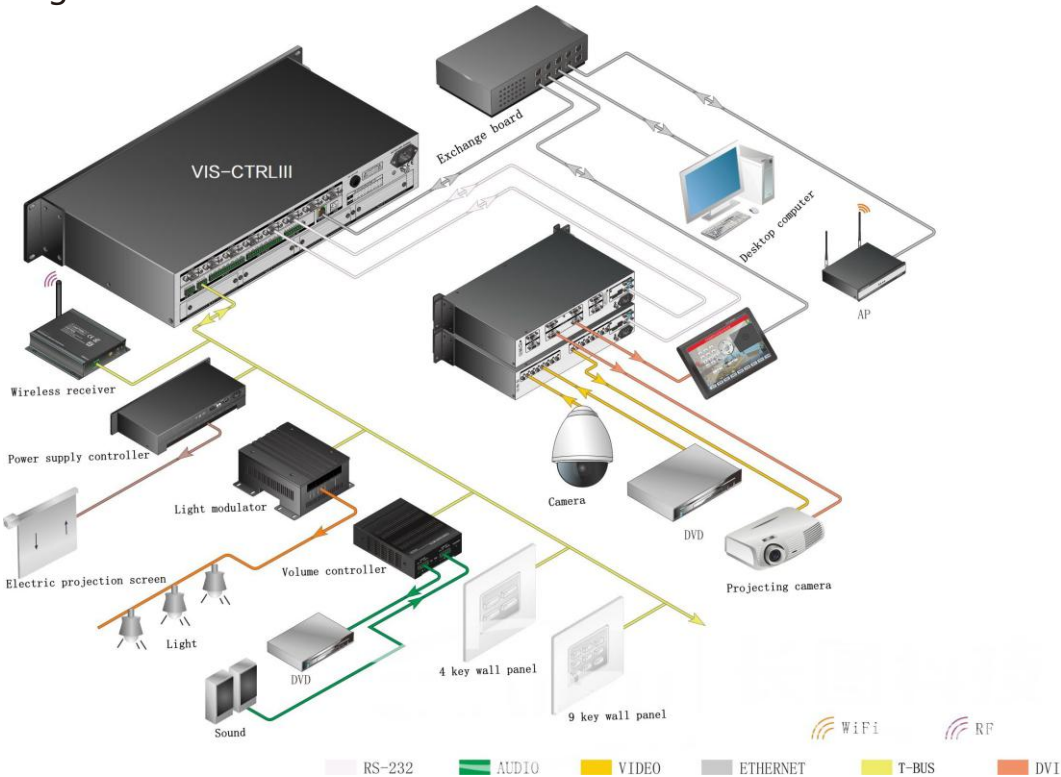 VIS-CTRLIII
Exchange board
Desktop computer
AP
Wireless receiver
Power supply controller
Light modulator
Camera
DVD
Projecting camera
Electric projection screen
Volume controller
Light
DVD
4 key wall panel
9 key wall panel
Sound
WiFi
RF
RS-232
AUDIO
VIDEO
ETHERNET
T-BUS
DVI